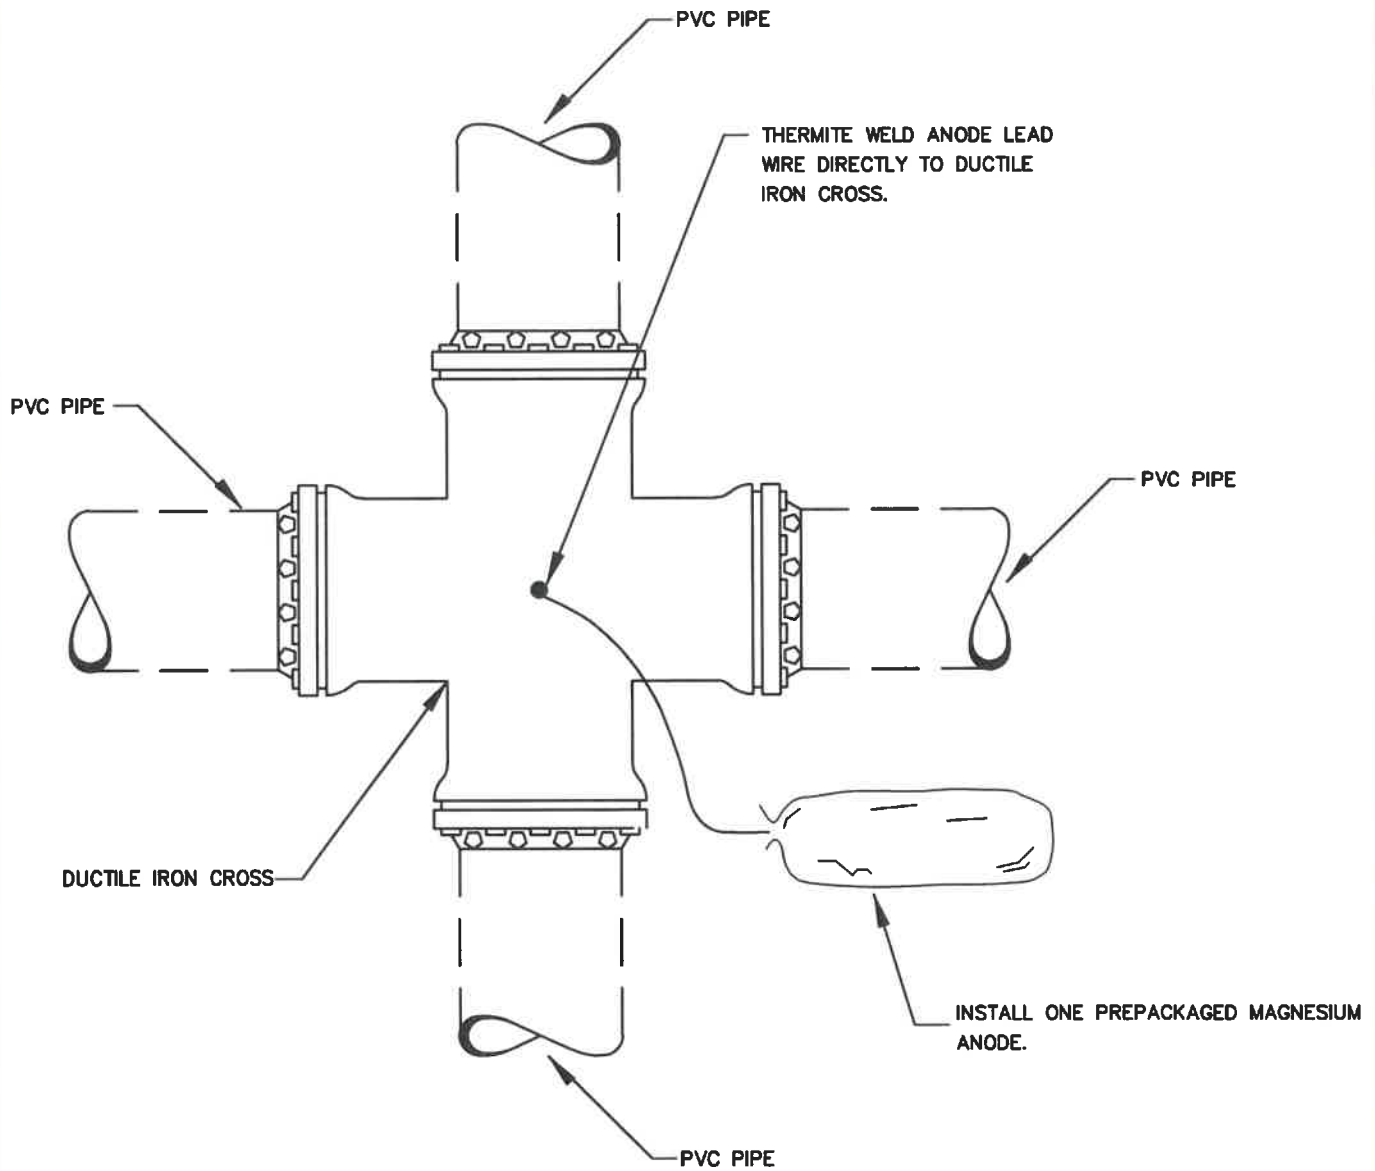 PVC PIPE
THERMITE WELD ANODE LEAD
WIRE DIRECTLY TO DUCTILE
IRON CROSS.
PVC PIPE
PVC PIPE
DUCTILE IRON CROSS
INSTALL ONE PREPACKAGED MAGNESIUM
ANODE.
PVC PIPE